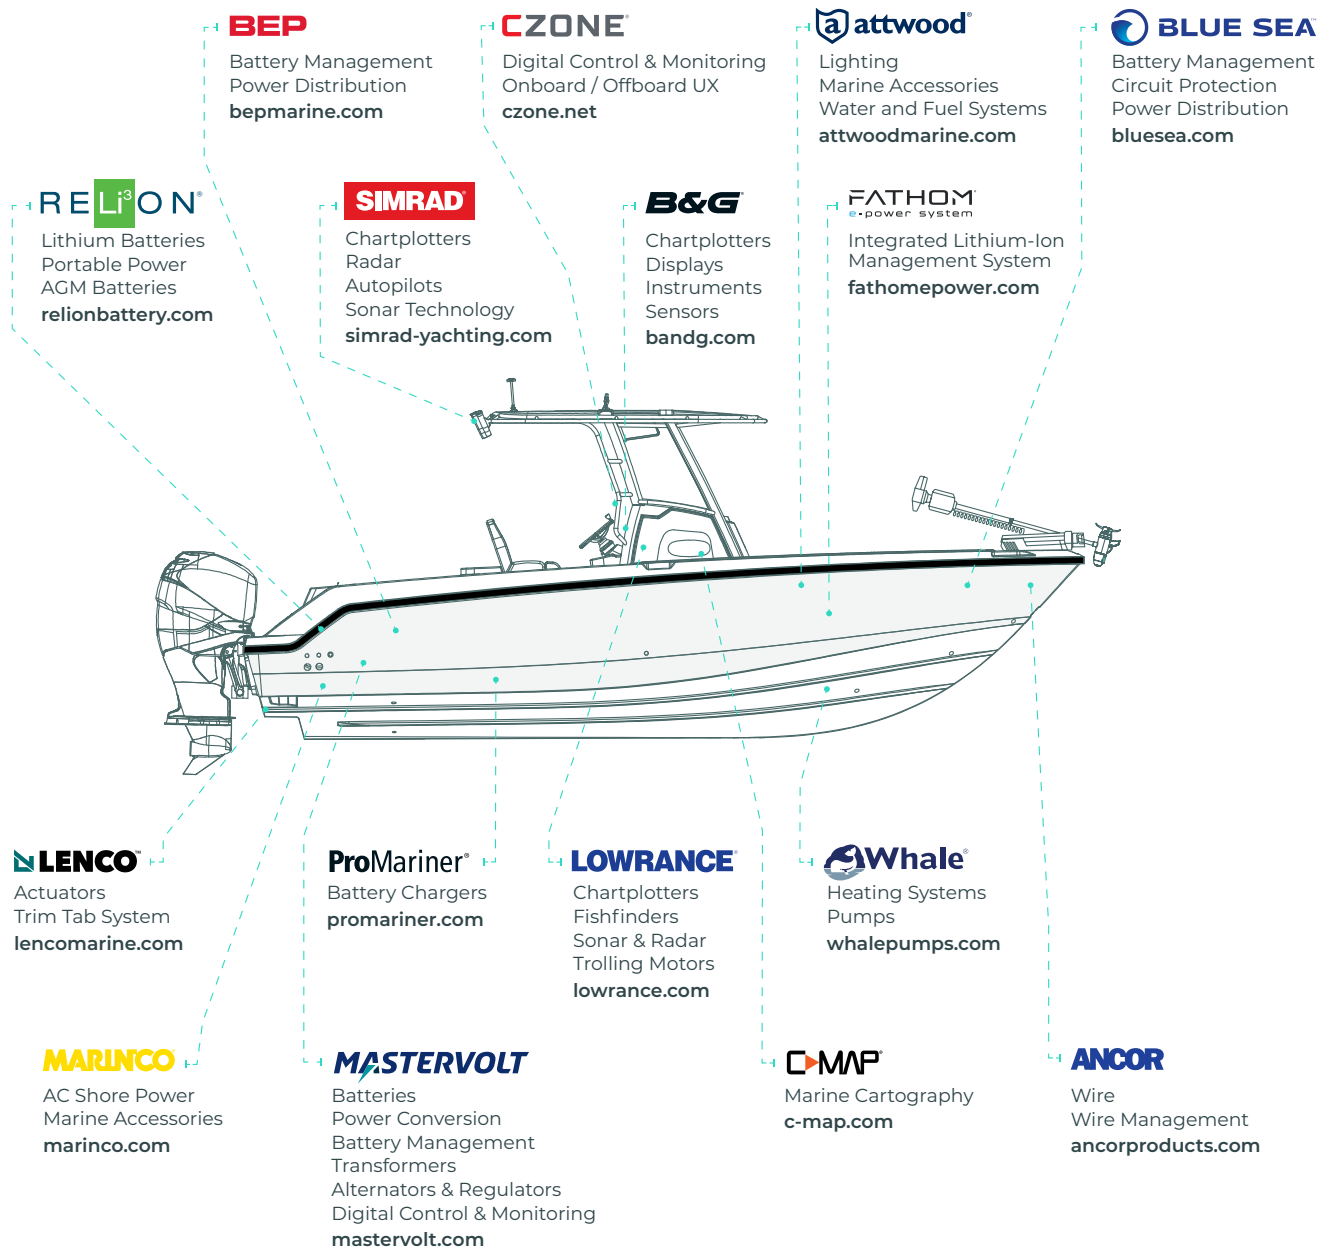 BEP
Battery Management
Power Distribution
bepmarine.com
CZONE®
Digital Control & Monitoring
Onboard / Offboard UX
czone.net
a attwood®
Lighting
Marine Accessories
Water and Fuel Systems
attwoodmarine.com
BLUE SEA™
Battery Management
Circuit Protection
Power Distribution
bluesea.com
RELi³ON®
Lithium Batteries
Portable Power
AGM Batteries
relionbattery.com
SIMRAD®
Chartplotters
Radar
Autopilots
Sonar Technology
simrad-yachting.com
B&G®
Chartplotters
Displays
Instruments
Sensors
bandg.com
FATHOM®
e-power system
Integrated Lithium-Ion
Management System
fathomepower.com
LENCO™
Actuators
Trim Tab System
lencomarine.com
ProMariner®
Battery Chargers
promariner.com
LOWRANCE®
Chartplotters
Fishfinders
Sonar & Radar
Trolling Motors
lowrance.com
Whale®
Heating Systems
Pumps
whalepumps.com
MARINCO®
AC Shore Power
Marine Accessories
marinco.com
MASTERVOLT
Batteries
Power Conversion
Battery Management
Transformers
Alternators & Regulators
Digital Control & Monitoring
mastervolt.com
C-MAP®
Marine Cartography
c-map.com
ANCOR
Wire
Wire Management
ancorproducts.com